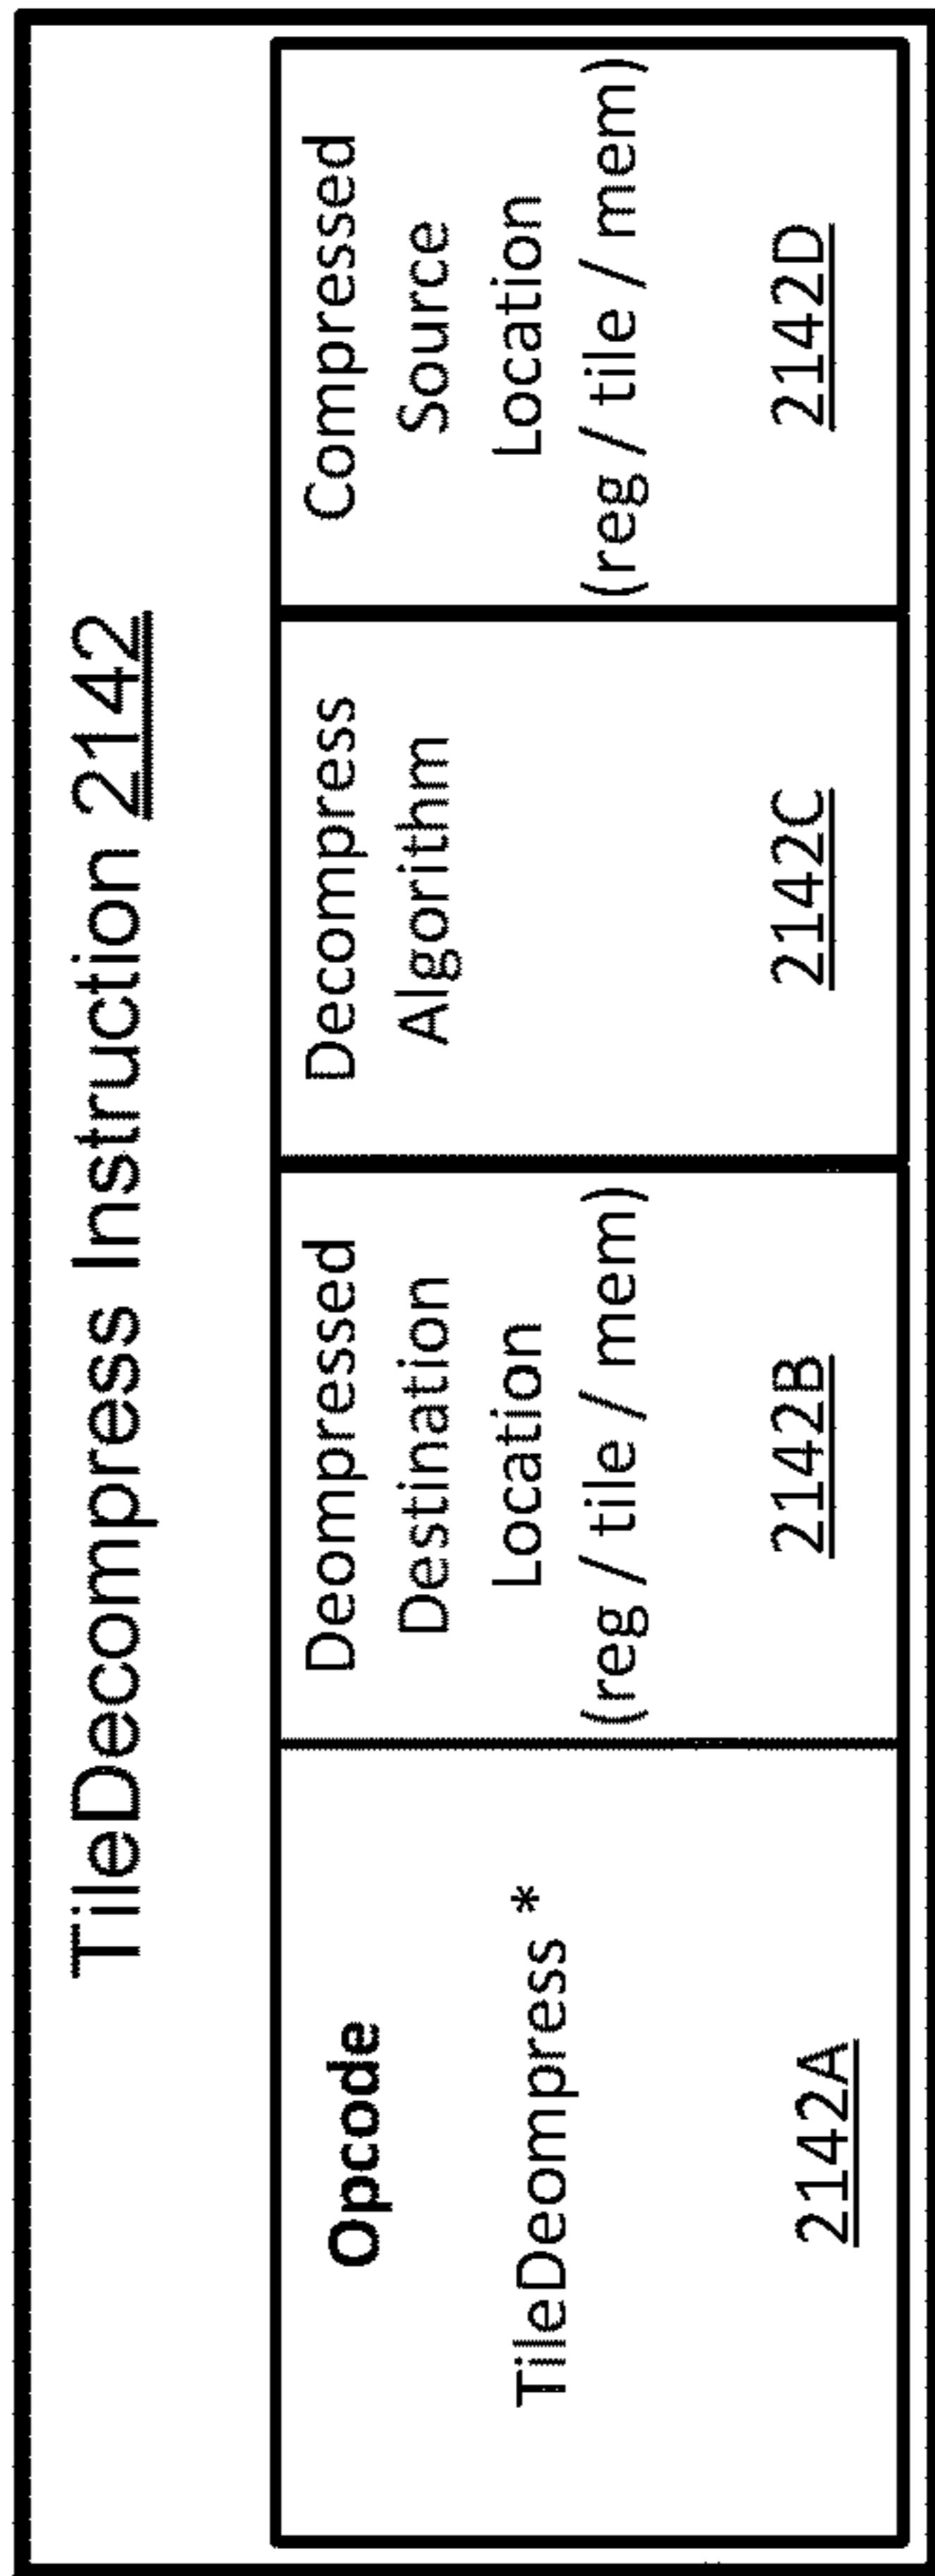 TileDecompress Instruction 2142
Opcode
TileDeompress *
2142A
Deompressed
Destination
Location
(reg / tile / mem)
2142B
Decompress
Algorithm
2142C
Compressed
Source
Location
(reg / tile / mem)
2142D